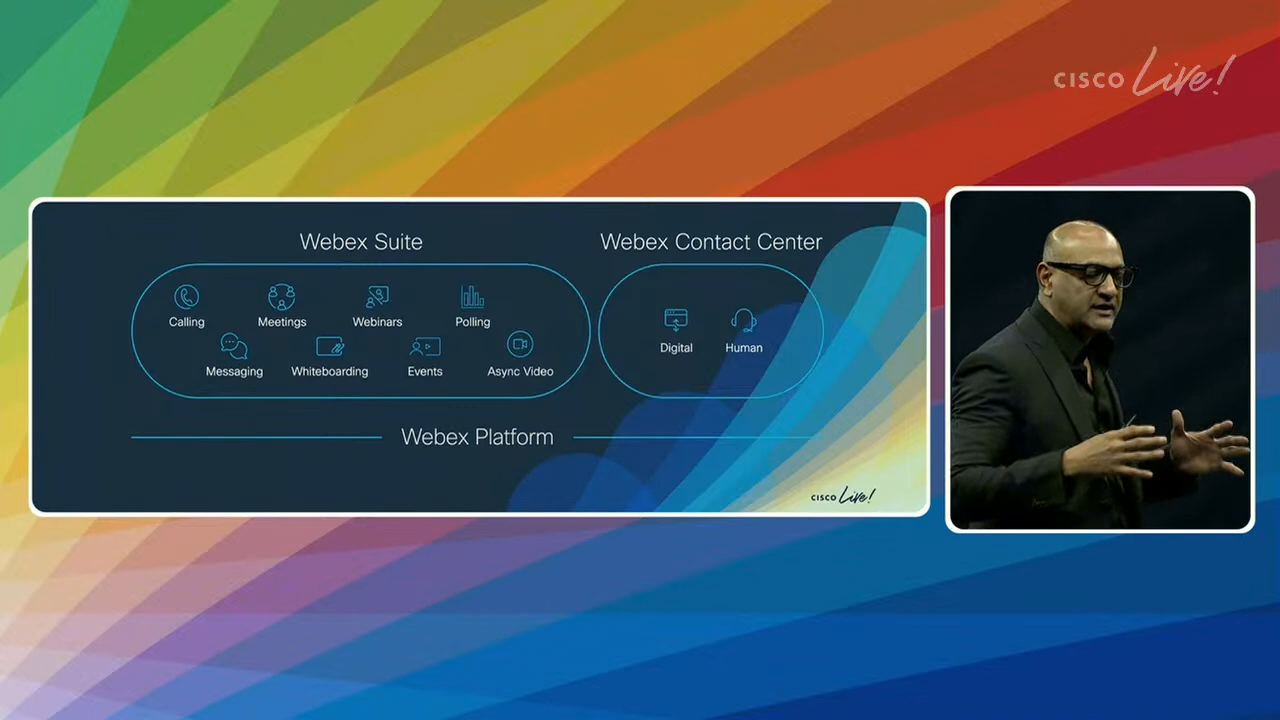 CISCO Live!
Webex Suite
Webex Contact Center
Calling
Meetings
Webinars
Polling
Messaging
Whiteboarding
Events
Async Video
Digital
Human
Webex Platform
CISCO Live!